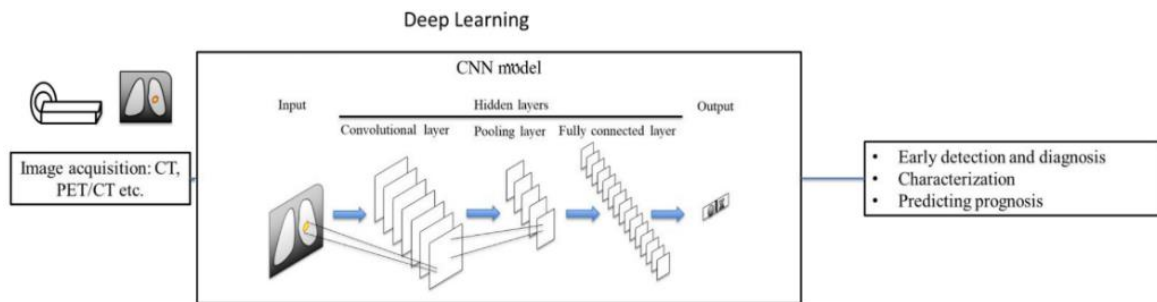 Deep Learning
CNN model
Input
Hidden layers
Output
Convolutional layer
Pooling layer
Fully connected layer
Image acquisition: CT,
PET/CT etc.
• Early detection and diagnosis
• Characterization
• Predicting prognosis